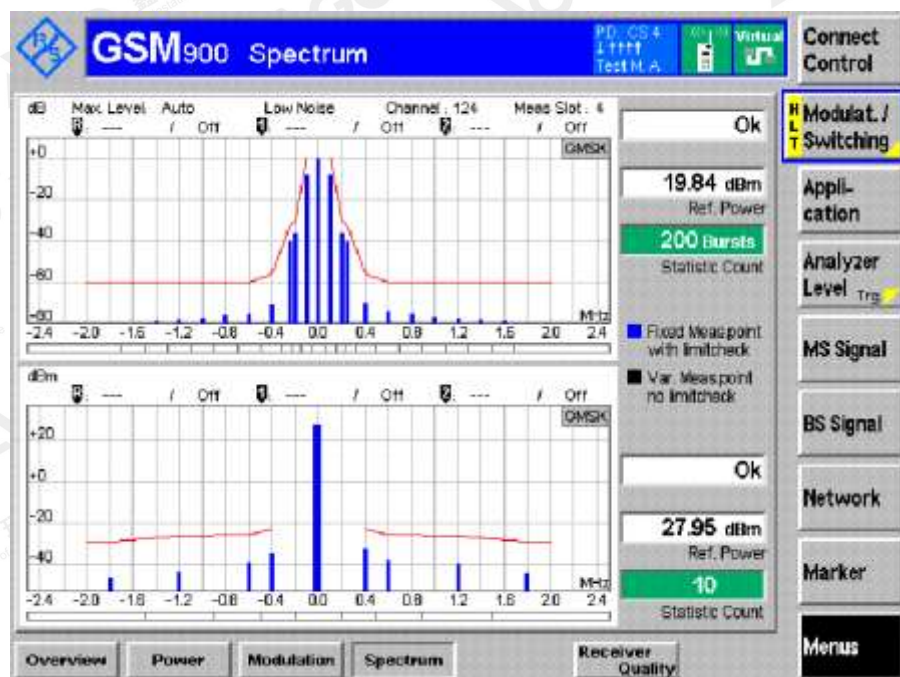 R&S
GSM900 Spectrum
PD: CS4
Test M. A
Virtual
Connect Control
dB Max. Level Auto Low Noise Channel : 124 Meas Slot : 4
--- / Off --- / Off --- / Off
GMSK
+0
-20
-40
-60
-80
MHz
-2.4 -2.0 -1.6 -1.2 -0.8 -0.4 0.0 0.4 0.8 1.2 1.6 2.0 2.4
Ok
19.84 dBm
Ref. Power
200 Bursts
Statistic Count
Fixed Meas.point
with limitcheck
Var. Meas.point
no limitcheck
dBm
--- / Off --- / Off --- / Off
GMSK
+20
+0
-20
-40
MHz
-2.4 -2.0 -1.6 -1.2 -0.8 -0.4 0.0 0.4 0.8 1.2 1.6 2.0 2.4
Ok
27.95 dBm
Ref. Power
10
Statistic Count
HLT
Modulat. /
Switching
Appli-
cation
Analyzer
Level Trg
MS Signal
BS Signal
Network
Marker
Menus
Overview
Power
Modulation
Spectrum
Receiver
Quality